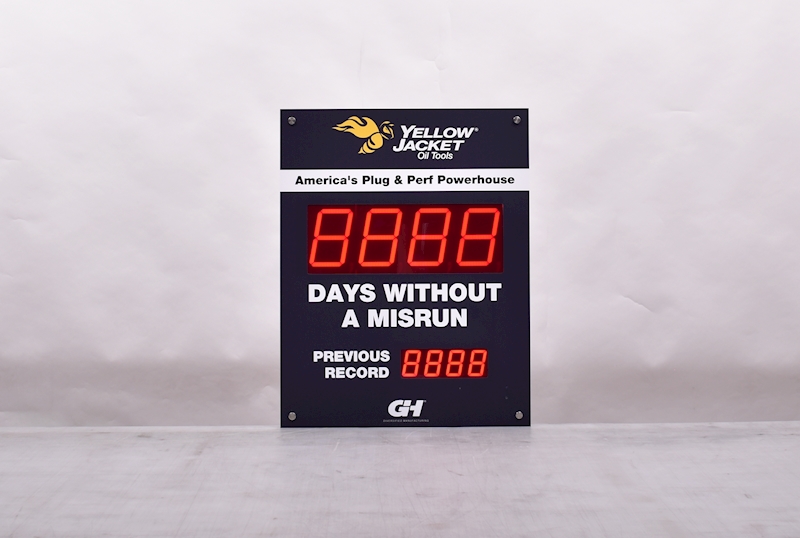 YELLOW®
JACKET
Oil Tools
America's Plug & Perf Powerhouse
8888
DAYS WITHOUT
A MISRUN
PREVIOUS
RECORD
8888
GH